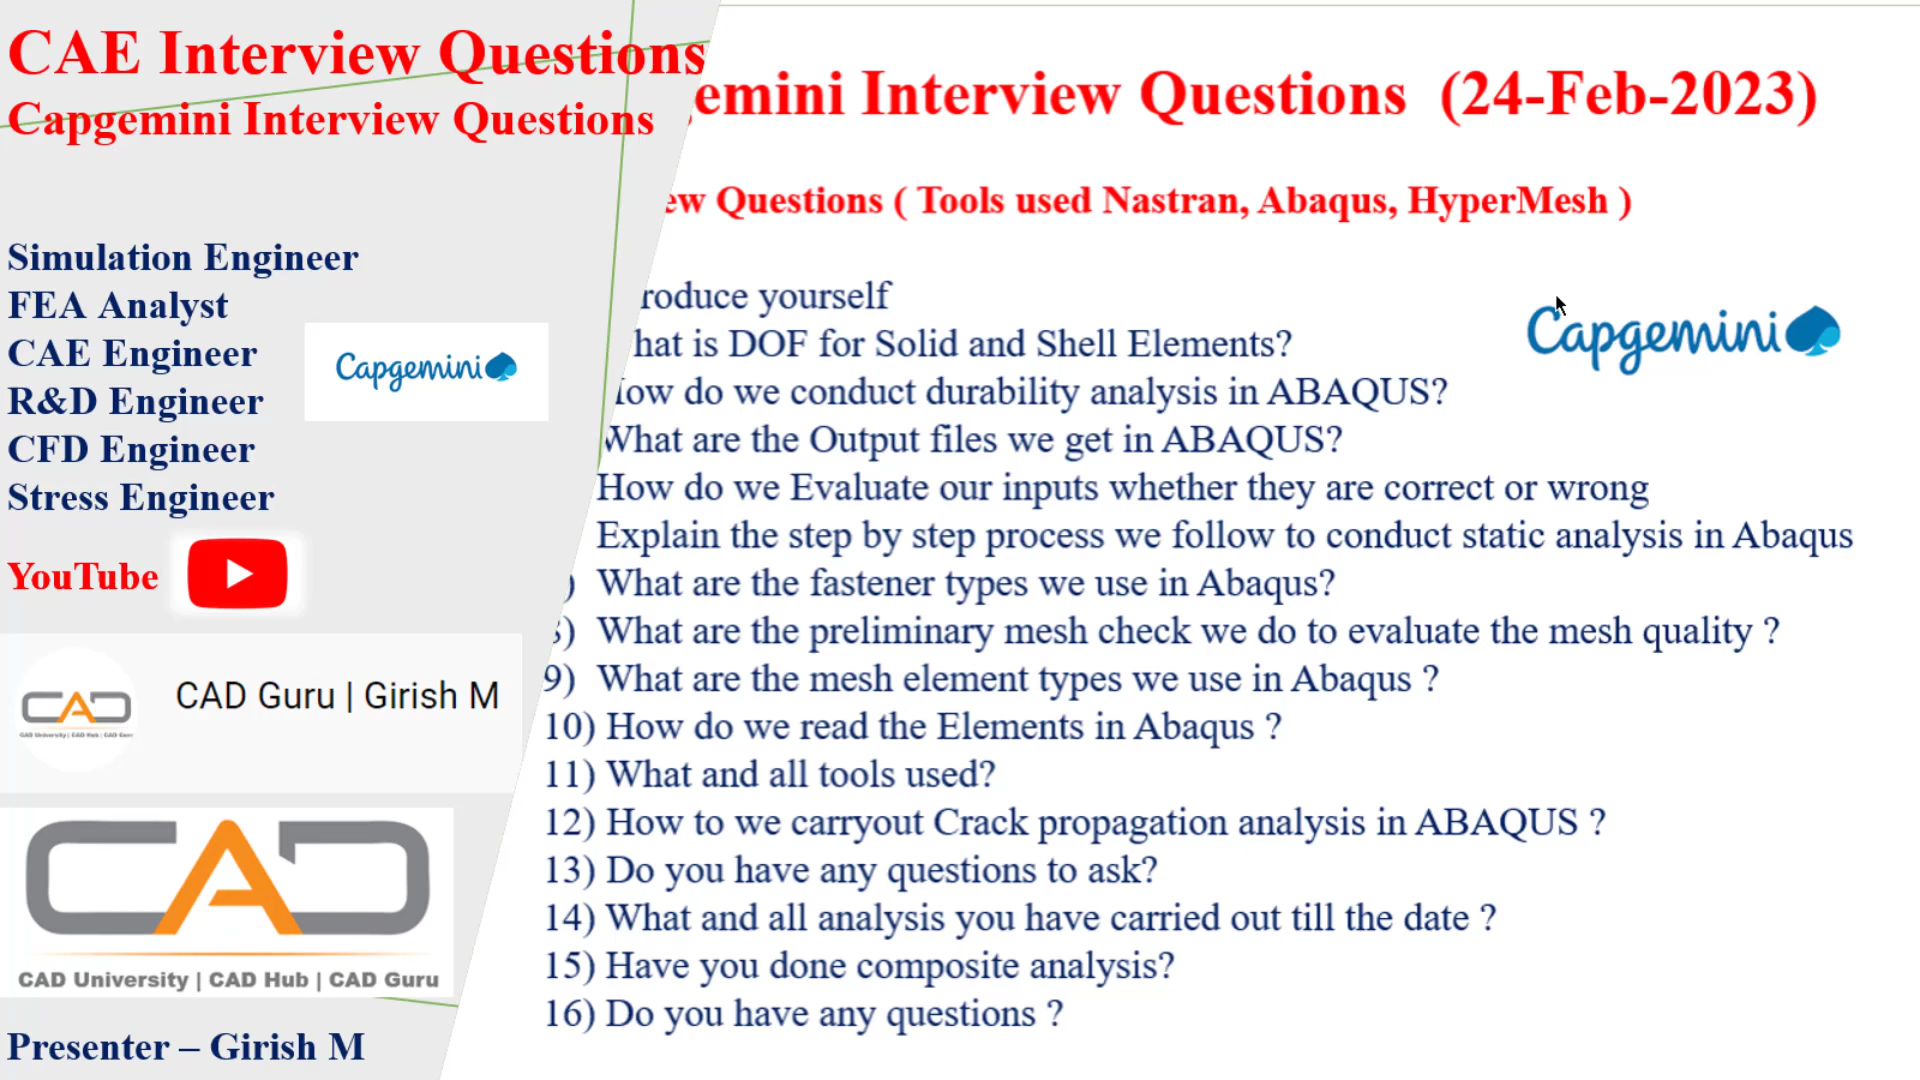 CAE Interview Questions
Capgemini Interview Questions
Simulation Engineer
FEA Analyst
CAE Engineer
R&D Engineer
CFD Engineer
Stress Engineer
Capgemini
YouTube
CAD
CAD University | CAD Hub | CAD Guru
CAD Guru | Girish M
CAD
CAD University | CAD Hub | CAD Guru
Presenter – Girish M
emini Interview Questions (24-Feb-2023)
ew Questions ( Tools used Nastran, Abaqus, HyperMesh )
Capgemini
roduce yourself
hat is DOF for Solid and Shell Elements?
ow do we conduct durability analysis in ABAQUS?
What are the Output files we get in ABAQUS?
How do we Evaluate our inputs whether they are correct or wrong
Explain the step by step process we follow to conduct static analysis in Abaqus
) What are the fastener types we use in Abaqus?
8) What are the preliminary mesh check we do to evaluate the mesh quality ?
9) What are the mesh element types we use in Abaqus ?
10) How do we read the Elements in Abaqus ?
11) What and all tools used?
12) How to we carryout Crack propagation analysis in ABAQUS ?
13) Do you have any questions to ask?
14) What and all analysis you have carried out till the date ?
15) Have you done composite analysis?
16) Do you have any questions ?